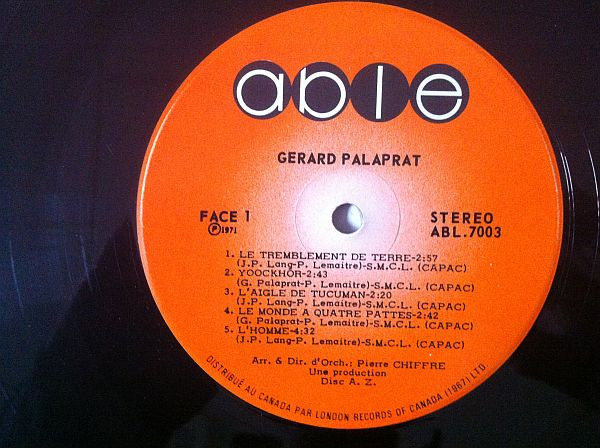 able
GERARD PALAPRAT
FACE 1
℗1971
STEREO
ABL.7003
1. LE TREMBLEMENT DE TERRE-2:57
(J.P. Lang-P. Lemaitre)-S.M.C.L. (CAPAC)
2. YOOCKHOR-2:43
(G. Palaprat-P. Lemaitre)-S.M.C.L. (CAPAC)
3. L'AIGLE DE TUCUMAN-2:20
(J.P. Lang-P. Lemaitre)-S.M.C.L. (CAPAC)
4. LE MONDE A QUATRE PATTES-2:42
(G. Palaprat-P. Lemaitre)-S.M.C.L. (CAPAC)
5. L'HOMME-4:32
(J.P. Lang-P. Lemaitre)-S.M.C.L. (CAPAC)
Arr. & Dir. d'Orch.: Pierre CHIFFRE
Une production
Disc A. Z.
DISTRIBUÉ AU CANADA PAR LONDON RECORDS OF CANADA (1967) LTD